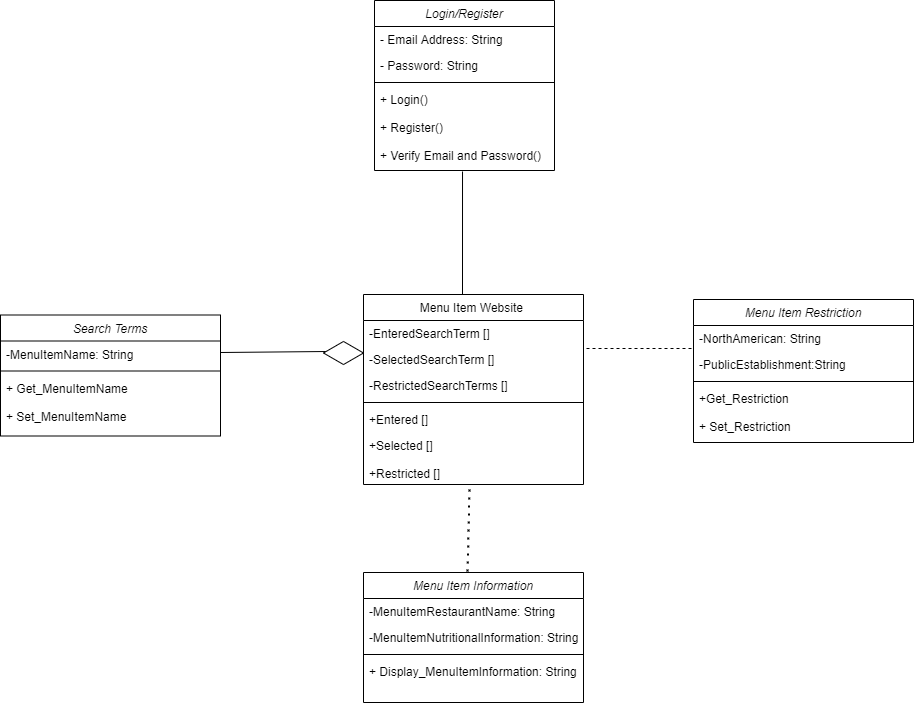 Login/Register
- Email Address: String
- Password: String
+ Login()
+ Register()
+ Verify Email and Password()
Search Terms
-MenuItemName: String
+ Get_MenuItemName
+ Set_MenuItemName
Menu Item Website
-EnteredSearchTerm []
-SelectedSearchTerm []
-RestrictedSearchTerms []
+Entered []
+Selected []
+Restricted []
Menu Item Restriction
-NorthAmerican: String
-PublicEstablishment:String
+Get_Restriction
+ Set_Restriction
Menu Item Information
-MenuItemRestaurantName: String
-MenuItemNutritionalInformation: String
+ Display_MenuItemInformation: String